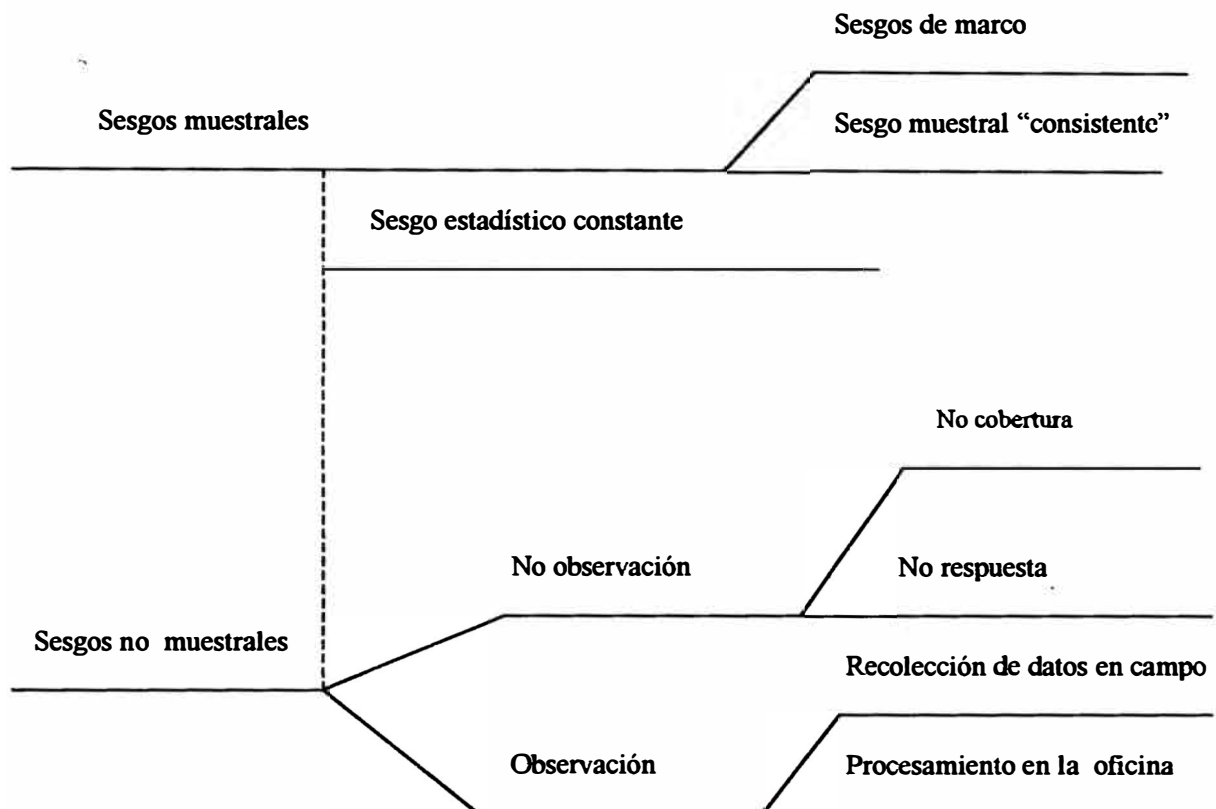 Sesgos de marco
Sesgos muestrales
Sesgo muestral “consistente”
Sesgo estadístico constante
No cobertura
No observación
No respuesta
Sesgos no muestrales
Recolección de datos en campo
Observación
Procesamiento en la oficina